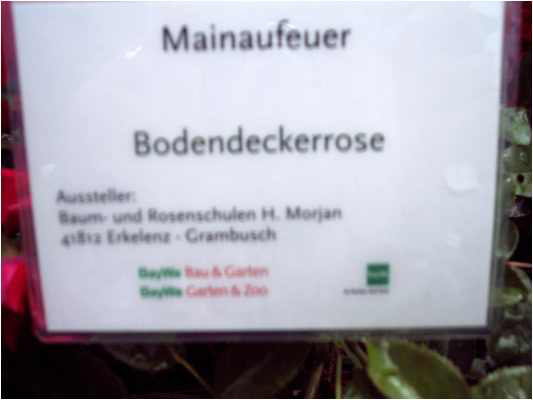 Mainaufeuer
Bodendeckerrose
Aussteller:
Baum- und Rosenschulen H. Morjan
41812 Erkelenz - Grambusch
BayWa Bau & Garten
BayWa Garten & Zoo